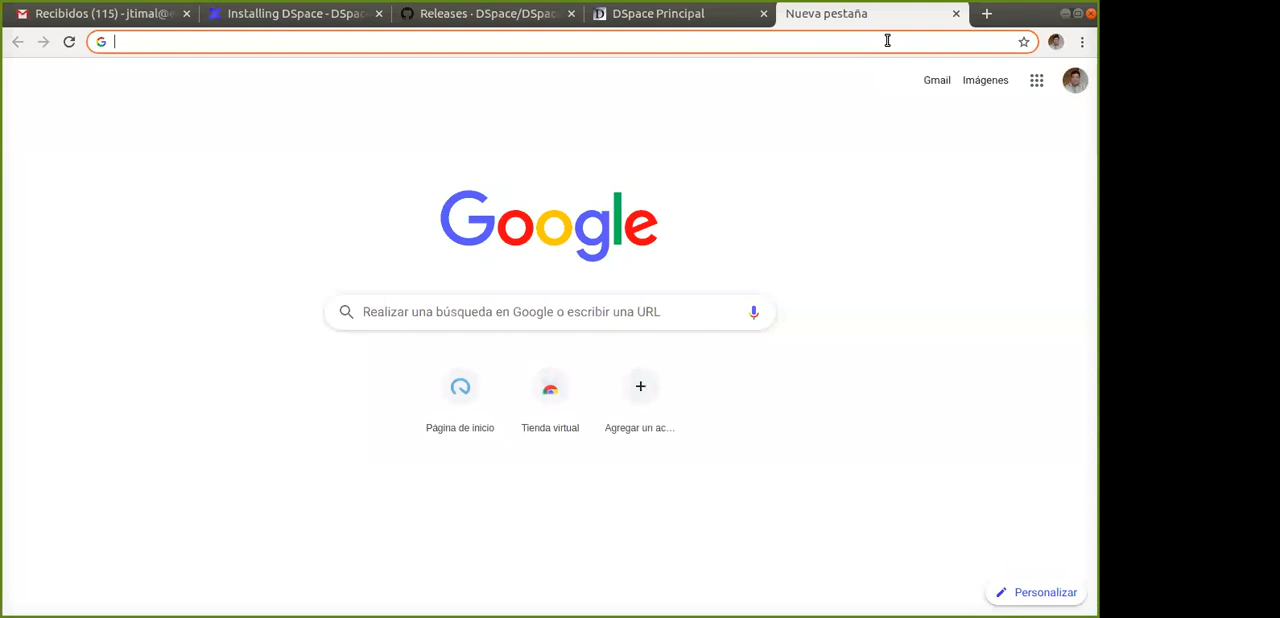 Recibidos (115) - jtimal@e
Installing DSpace - DSpac
Releases · DSpace/DSpac
DSpace Principal
Nueva pestaña
Gmail
Imágenes
Google
Realizar una búsqueda en Google o escribir una URL
Página de inicio
Tienda virtual
Agregar un ac...
Personalizar